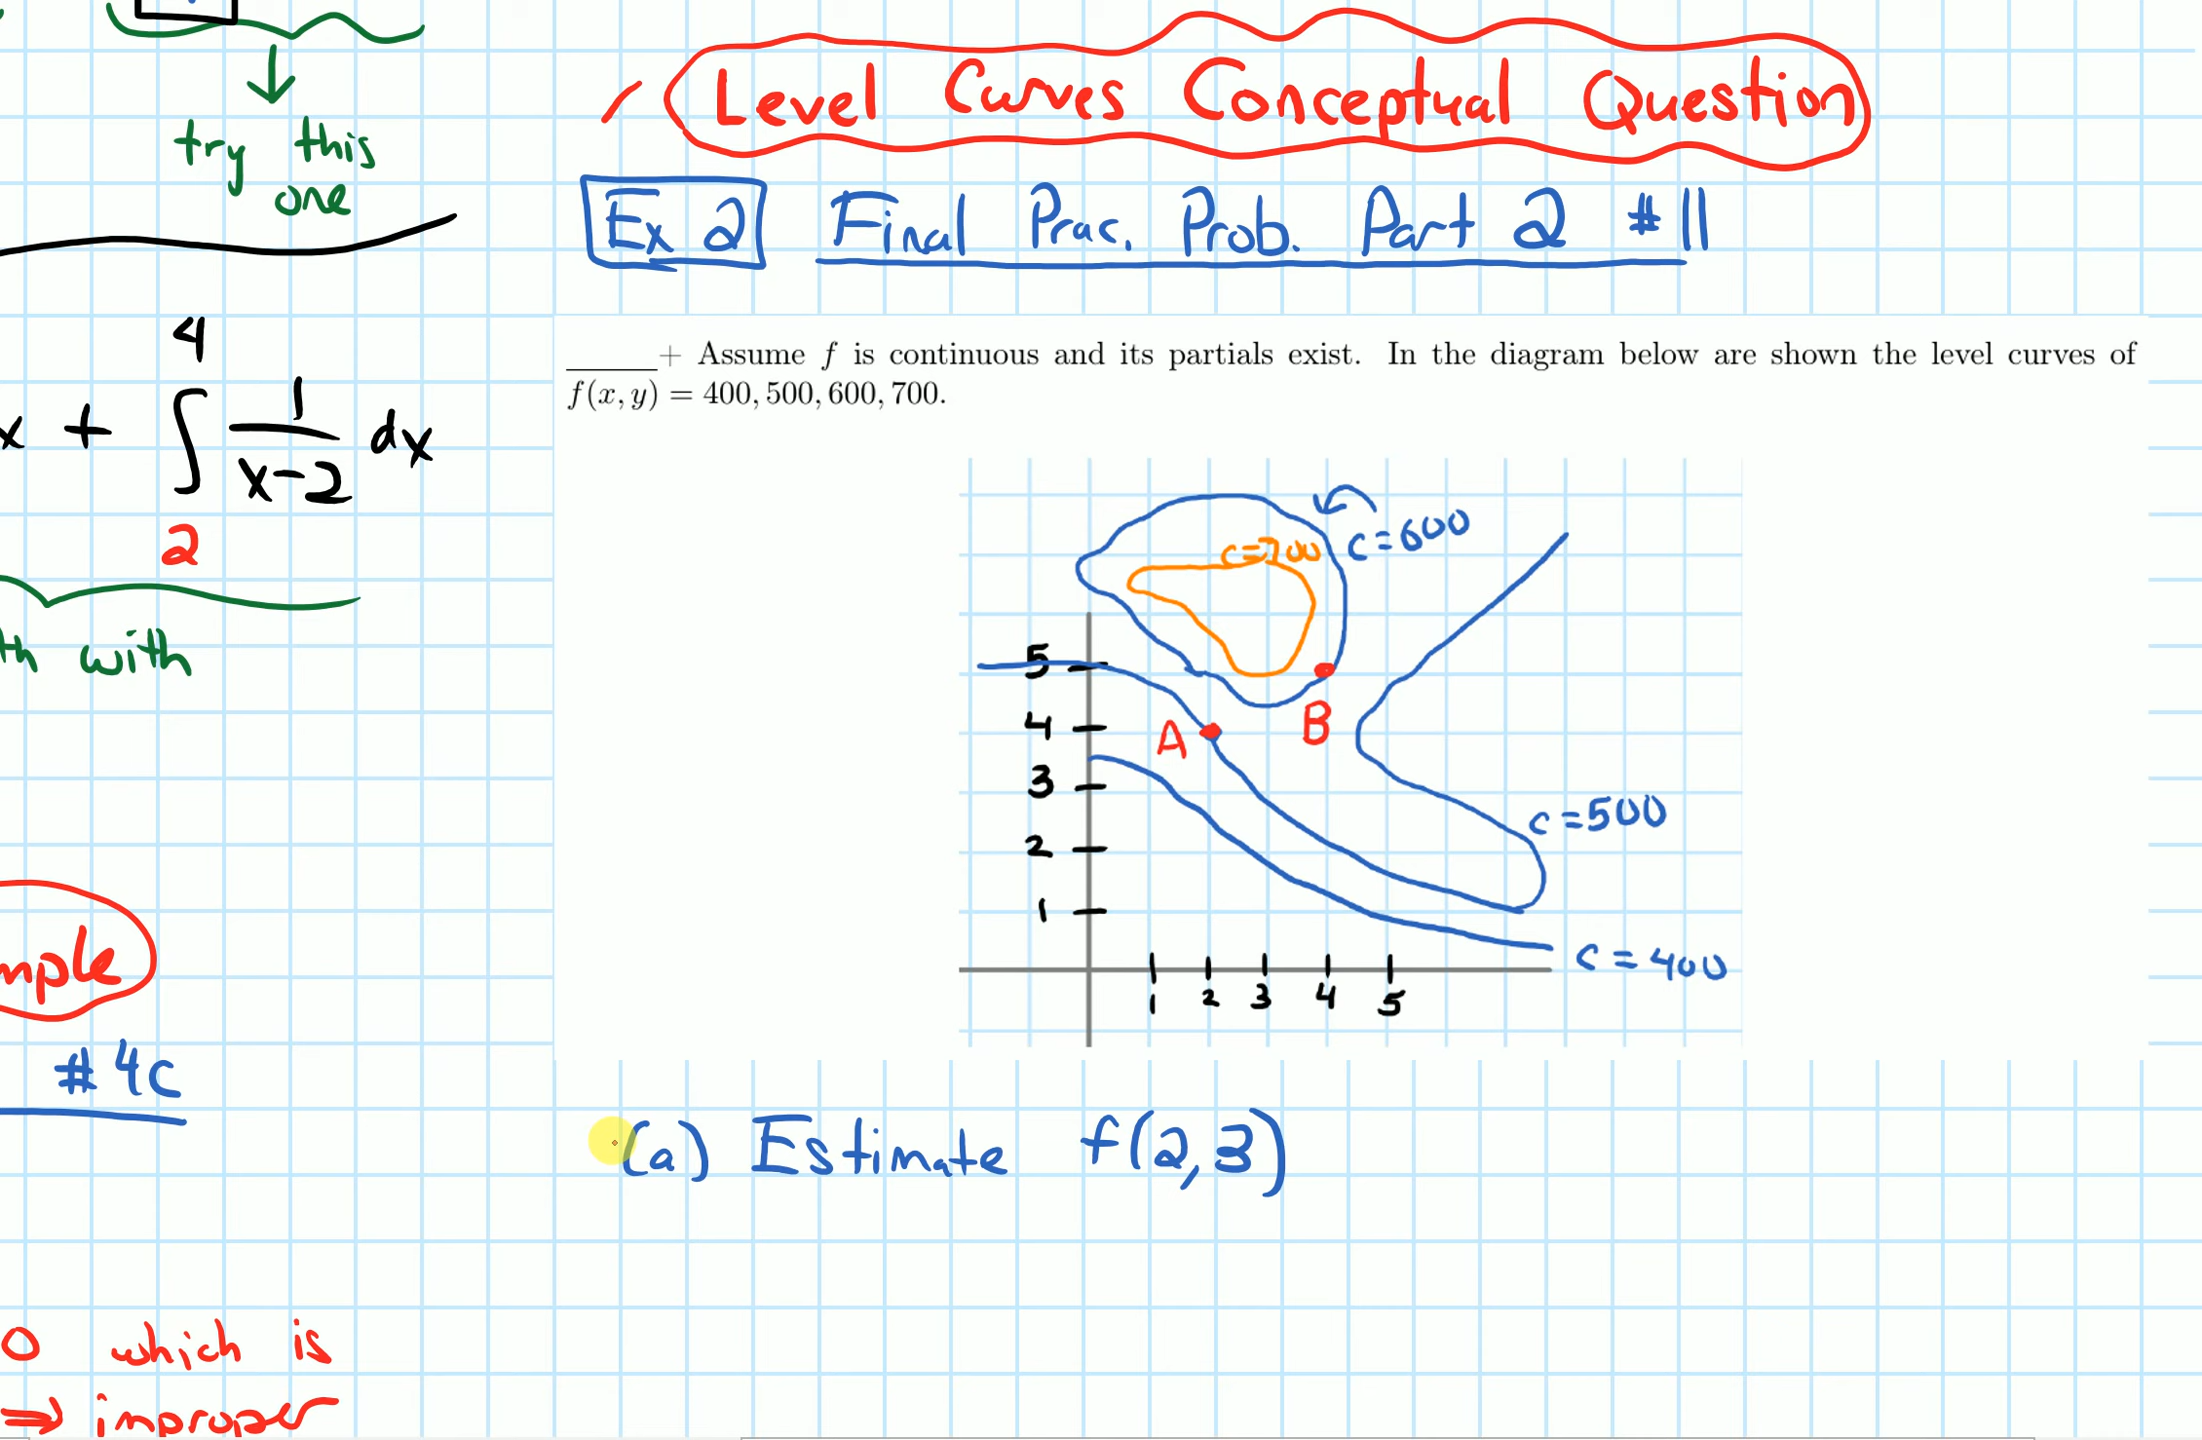 try this
one
4
x + ∫ 1/(x-2) dx
2
th with
mple
#4c
0 which is
⇒ improper
Level Curves Conceptual Question
Ex 2 Final Prac. Prob. Part 2 #11
_____+ Assume f is continuous and its partials exist. In the diagram below are shown the level curves of
f(x, y) = 400, 500, 600, 700.
c=600
c=700
5
4
3
2
1
A
B
c=500
c=400
1 2 3 4 5
(a) Estimate f(2,3)